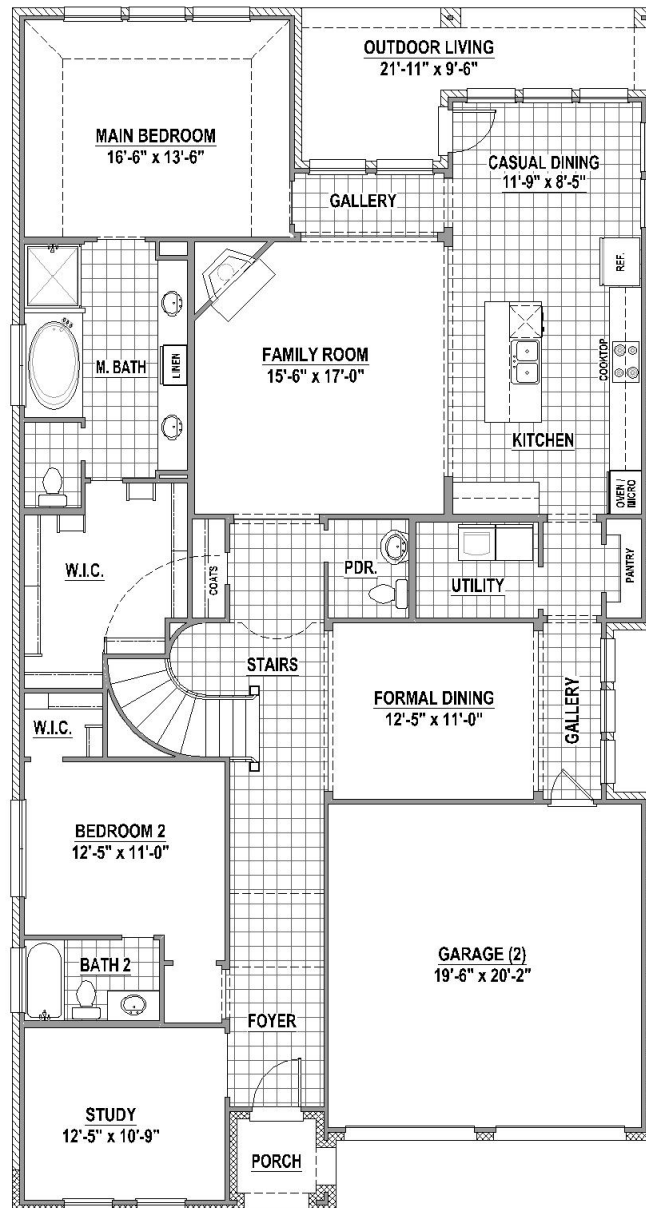 OUTDOOR LIVING
21'-11" x 9'-6"
MAIN BEDROOM
16'-6" x 13'-6"
CASUAL DINING
11'-9" x 8'-5"
GALLERY
REF.
M. BATH
LINEN
FAMILY ROOM
15'-6" x 17'-0"
COOKTOP
KITCHEN
OVEN /
MICRO
W.I.C.
COATS
PDR.
UTILITY
PANTRY
STAIRS
W.I.C.
FORMAL DINING
12'-5" x 11'-0"
GALLERY
BEDROOM 2
12'-5" x 11'-0"
BATH 2
GARAGE (2)
19'-6" x 20'-2"
FOYER
STUDY
12'-5" x 10'-9"
PORCH